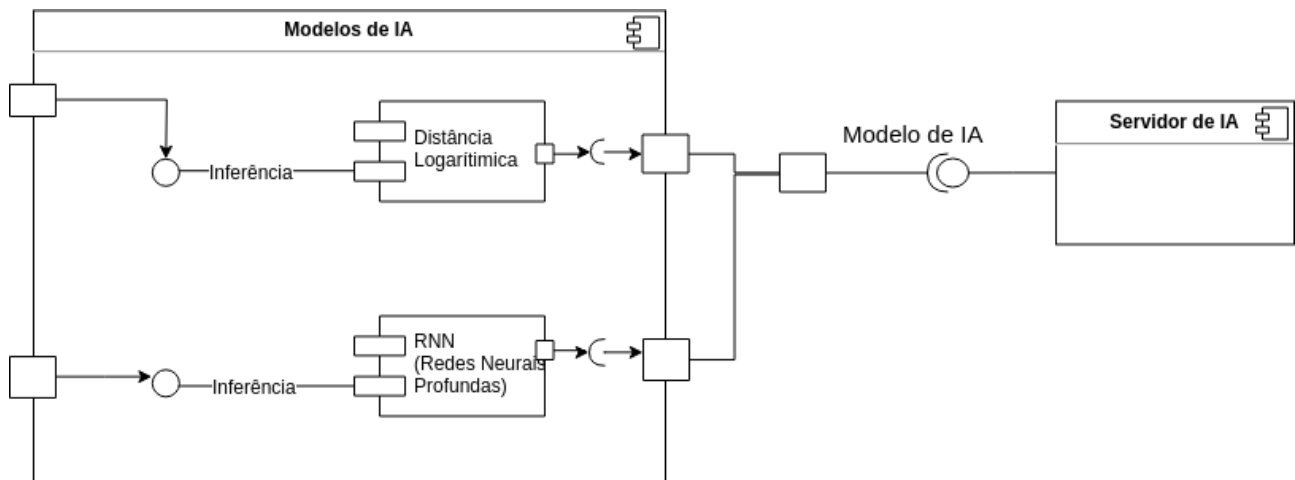 Modelos de IA
Distância
Logarítimica
Inferência
Modelo de IA
Servidor de IA
RNN
(Redes Neurais
Profundas)
Inferência